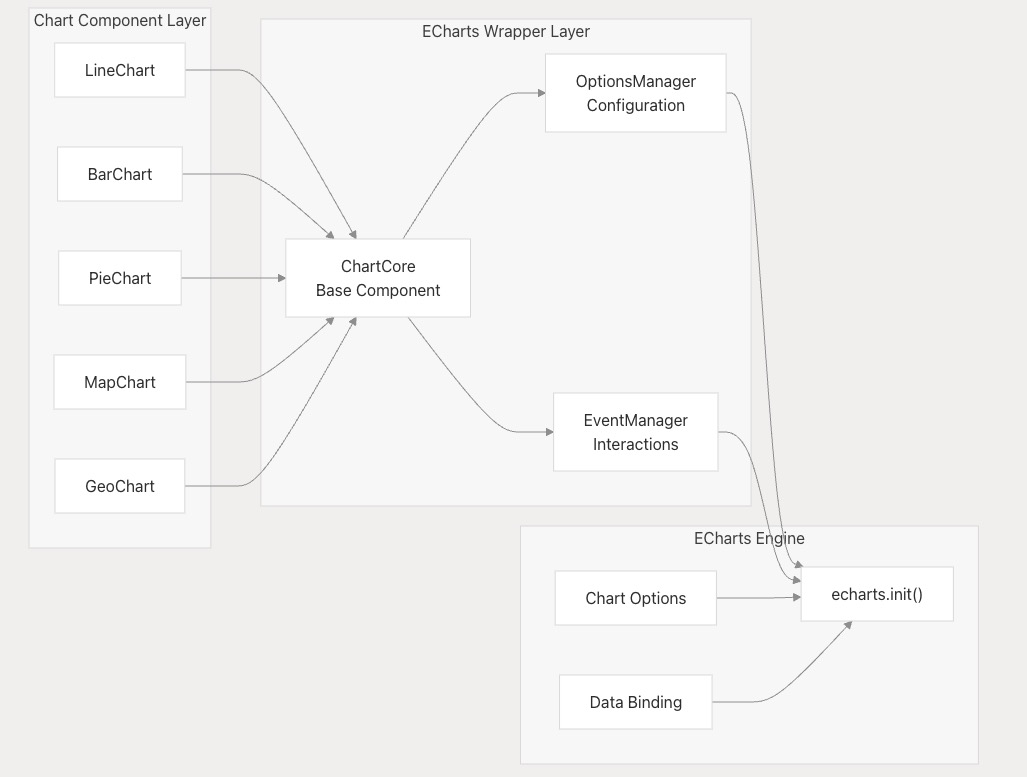 Chart Component Layer
LineChart
BarChart
PieChart
MapChart
GeoChart
ECharts Wrapper Layer
ChartCore
Base Component
OptionsManager
Configuration
EventManager
Interactions
ECharts Engine
Chart Options
Data Binding
echarts.init()